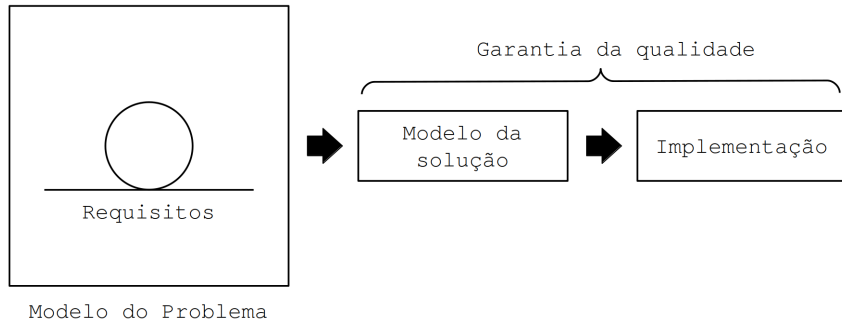 Garantia da qualidade
Modelo da
solução
Implementação
Requisitos
Modelo do Problema